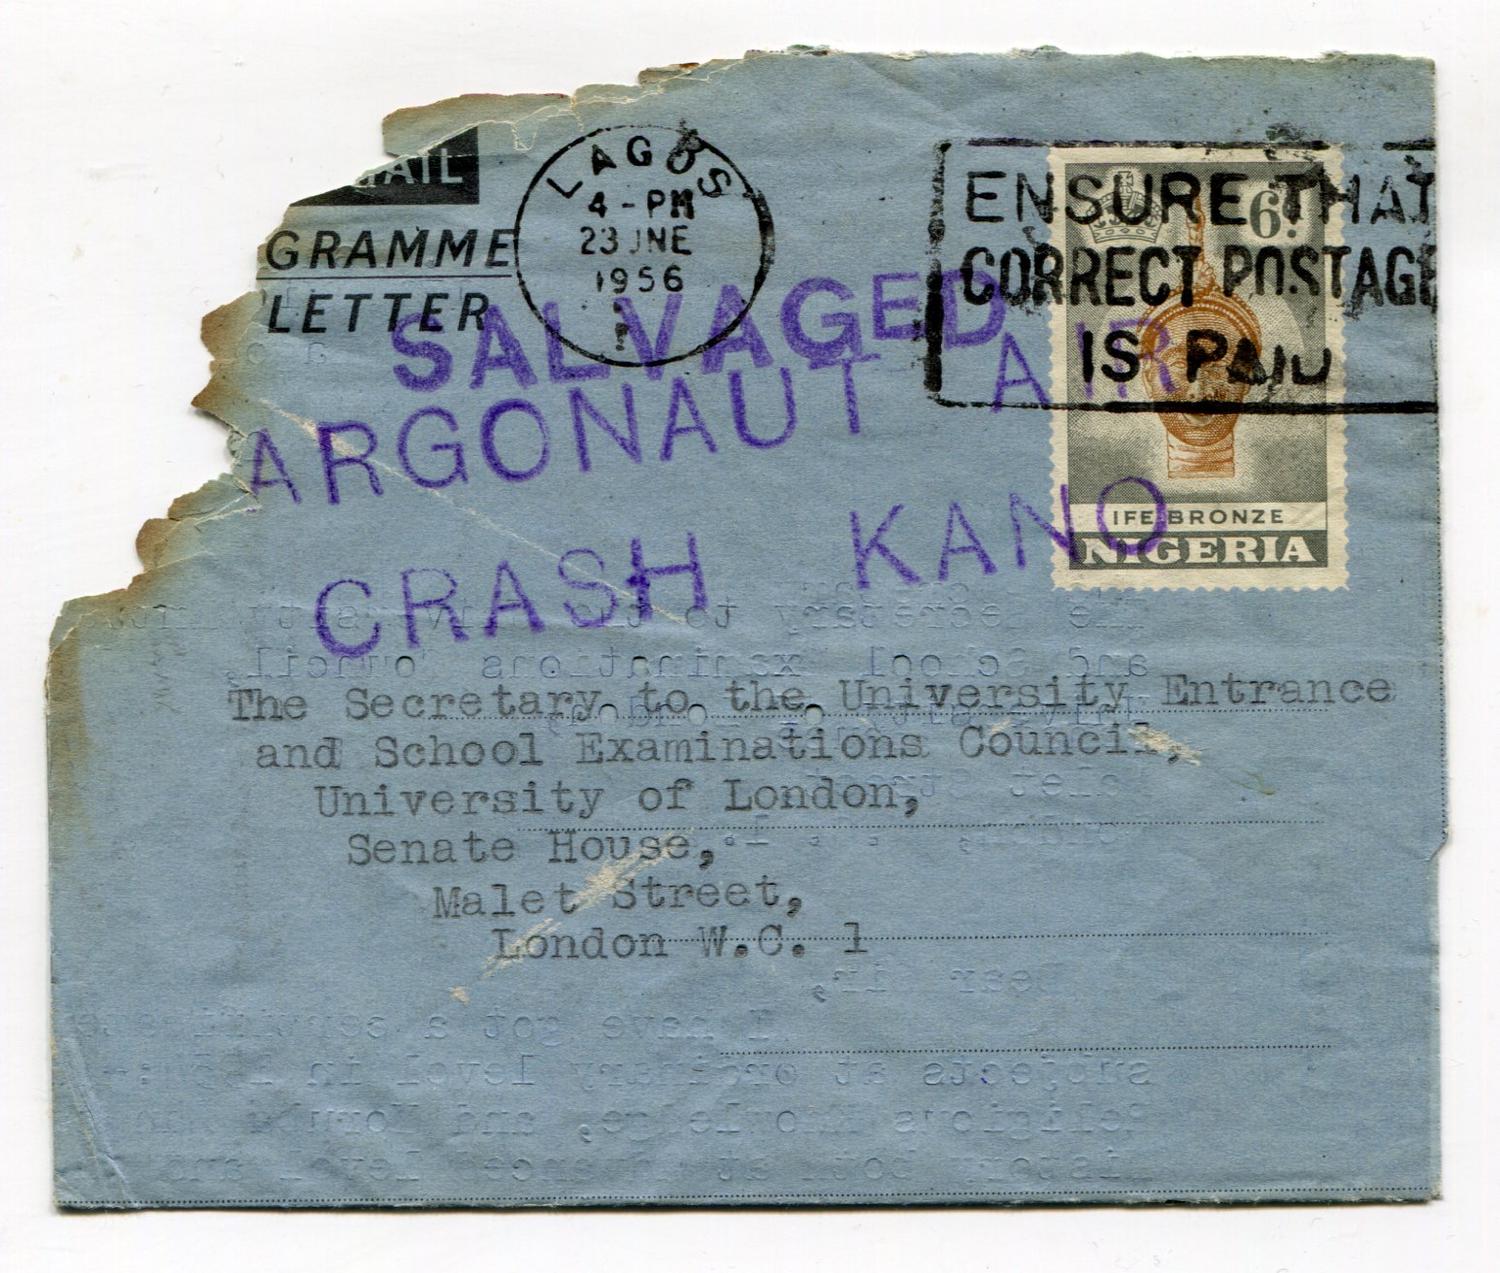 AIL
GRAMME
LETTER
LAGOS
4 - PM
23 JNE
1956
ENSURE THAT
CORRECT POSTAGE
IS PAID
6d
IFE BRONZE
NIGERIA
SALVAGED
ARGONAUT AIR
CRASH KANO
The Secretary to the University Entrance
and School Examinations Council,
University of London,
Senate House,
Malet Street,
London W.C. 1